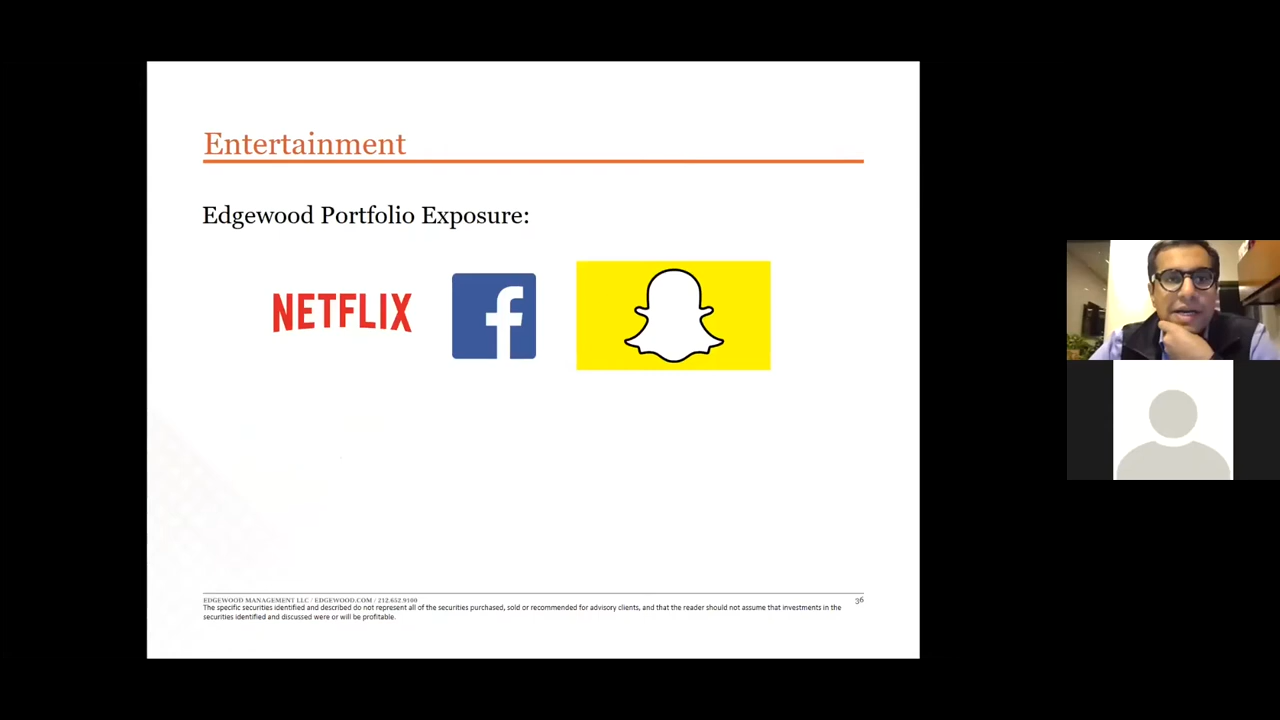 Entertainment
Edgewood Portfolio Exposure:
NETFLIX
f
EDGEWOOD MANAGEMENT LLC / EDGEWOOD.COM / 212.652.9100
36
The specific securities identified and described do not represent all of the securities purchased, sold or recommended for advisory clients, and that the reader should not assume that investments in the
securities identified and discussed were or will be profitable.